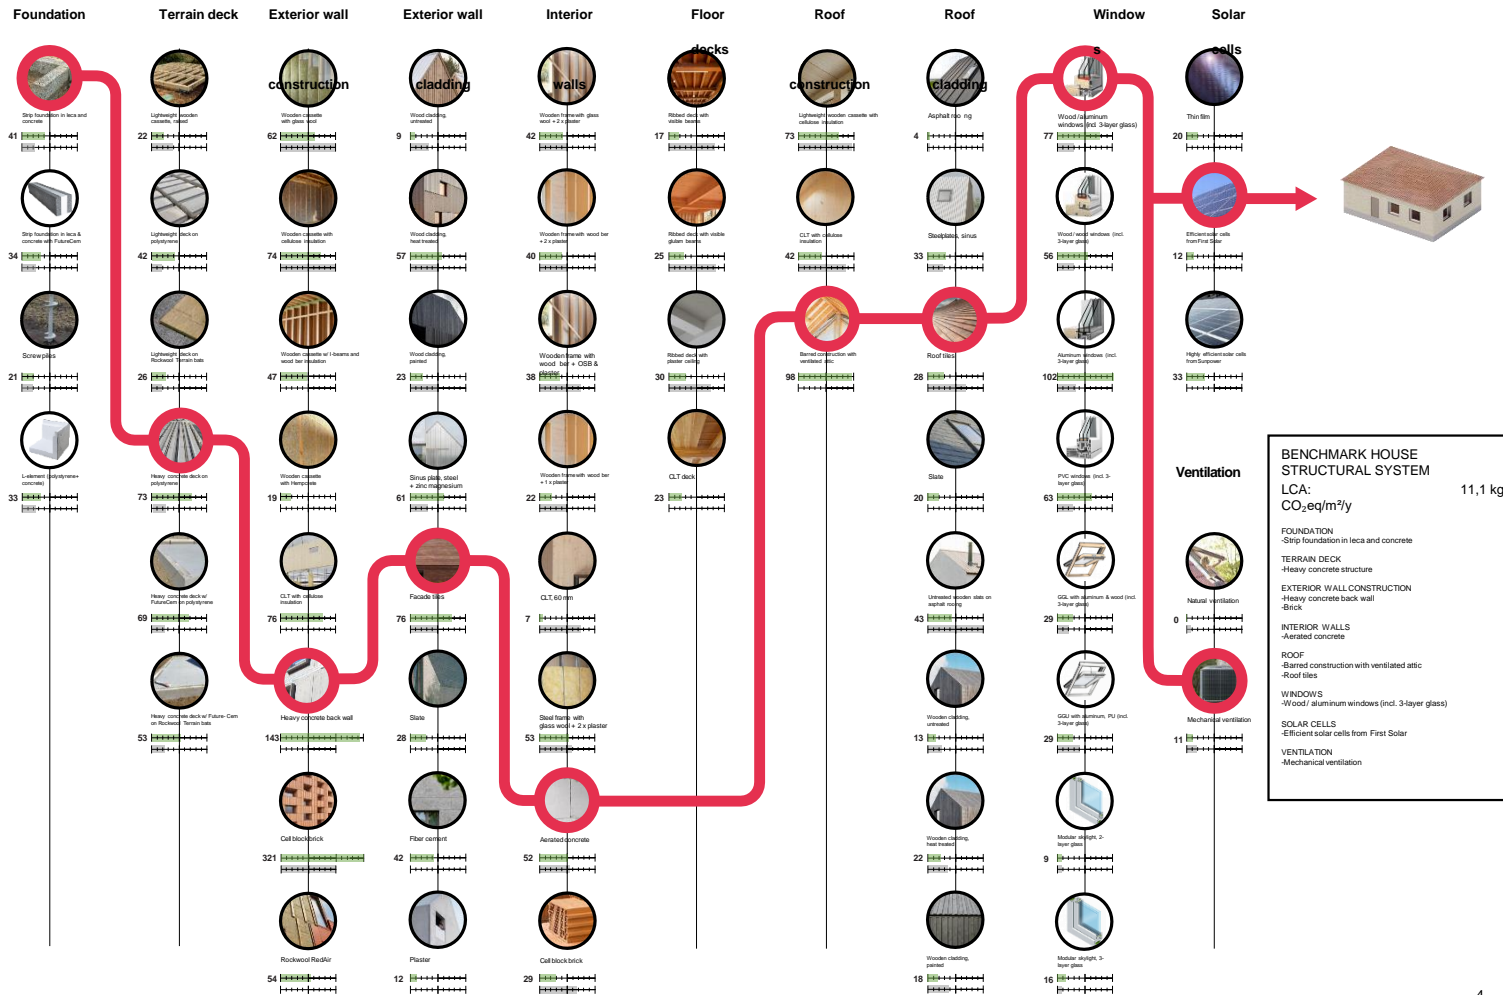 Foundation
Terrain deck
Exterior wall
construction
Exterior wall
cladding
Interior
walls
Floor
decks
Roof
construction
Roof
cladding
Window
s
Solar
cells
Strip foundation in leca and
concrete
41
Strip foundation in leca &
concrete with FutureCem
34
Screw piles
21
L-element (polystyrene+
concrete)
33
Lightweight wooden
cassette, raised
22
Lightweight deck on
polystyrene
42
Lightweight deck on
Rockwool Terrain bats
26
Heavy concrete deck on
polystyrene
73
Heavy concrete deck w/
FutureCem on polystyrene
69
Heavy concrete deck w/ Future- Cem
on Rockwool Terrain bats
53
Wooden cassette
with glass wool
62
Wooden cassette with
cellulose insulation
74
Wooden cassette w/ I-beams and
wood ber insulation
47
Wooden cassette
with Hempcrete
19
CLT with cellulose
insulation
76
Heavy concrete back wall
143
Cell block brick
321
Rockwool RedAir
54
Wood cladding,
untreated
9
Wood cladding,
heat treated
57
Wood cladding,
painted
23
Sinus plate, steel
+ zinc magnesium
61
Facade tiles
76
Slate
28
Fiber cement
42
Plaster
12
Wooden frame with glass
wool + 2 x plaster
42
Wooden frame with wood ber
+ 2 x plaster
40
Wooden frame with
wood ber + OSB &
plaster
38
Wooden frame with wood ber
+ 1 x plaster
22
CLT, 60 mm
7
Steel frame with
glass wool + 2 x plaster
53
Aerated concrete
52
Cell block brick
29
Ribbed deck with
visible beams
17
Ribbed deck with visible
glulam beams
25
Ribbed deck with
plaster ceiling
30
CLT deck
23
Lightweight wooden cassette with
cellulose insulation
73
CLT with cellulose
insulation
42
Barred construction with
ventilated attic
98
Asphalt roo ng
4
Steelplates, sinus
33
Roof tiles
28
Slate
20
Untreated wooden slats on
asphalt roo ng
43
Wooden cladding,
untreated
13
Wooden cladding,
heat treated
22
Wooden cladding,
painted
18
Wood / aluminum
windows (incl. 3-layer glass)
77
Wood / wood windows (incl.
3-layer glass)
56
Aluminum windows (incl.
3-layer glass)
102
PVC windows (incl. 3-
layer glass)
63
GGL with aluminum & wood (incl.
3-layer glass)
29
GGU with aluminum, PU (incl.
3-layer glass)
29
Modular skylight, 2-
layer glass
9
Modular skylight, 3-
layer glass
16
Thin film
20
Efficient solar cells
from First Solar
12
Highly efficient solar cells
from Sunpower
33
Ventilation
Natural ventilation
0
Mechanical ventilation
11
BENCHMARK HOUSE
STRUCTURAL SYSTEM
LCA: 11,1 kg
CO₂eq/m²/y
FOUNDATION
-Strip foundation in leca and concrete
TERRAIN DECK
-Heavy concrete structure
EXTERIOR WALL CONSTRUCTION
-Heavy concrete back wall
-Brick
INTERIOR WALLS
-Aerated concrete
ROOF
-Barred construction with ventilated attic
-Roof tiles
WINDOWS
-Wood / aluminum windows (incl. 3-layer glass)
SOLAR CELLS
-Efficient solar cells from First Solar
VENTILATION
-Mechanical ventilation